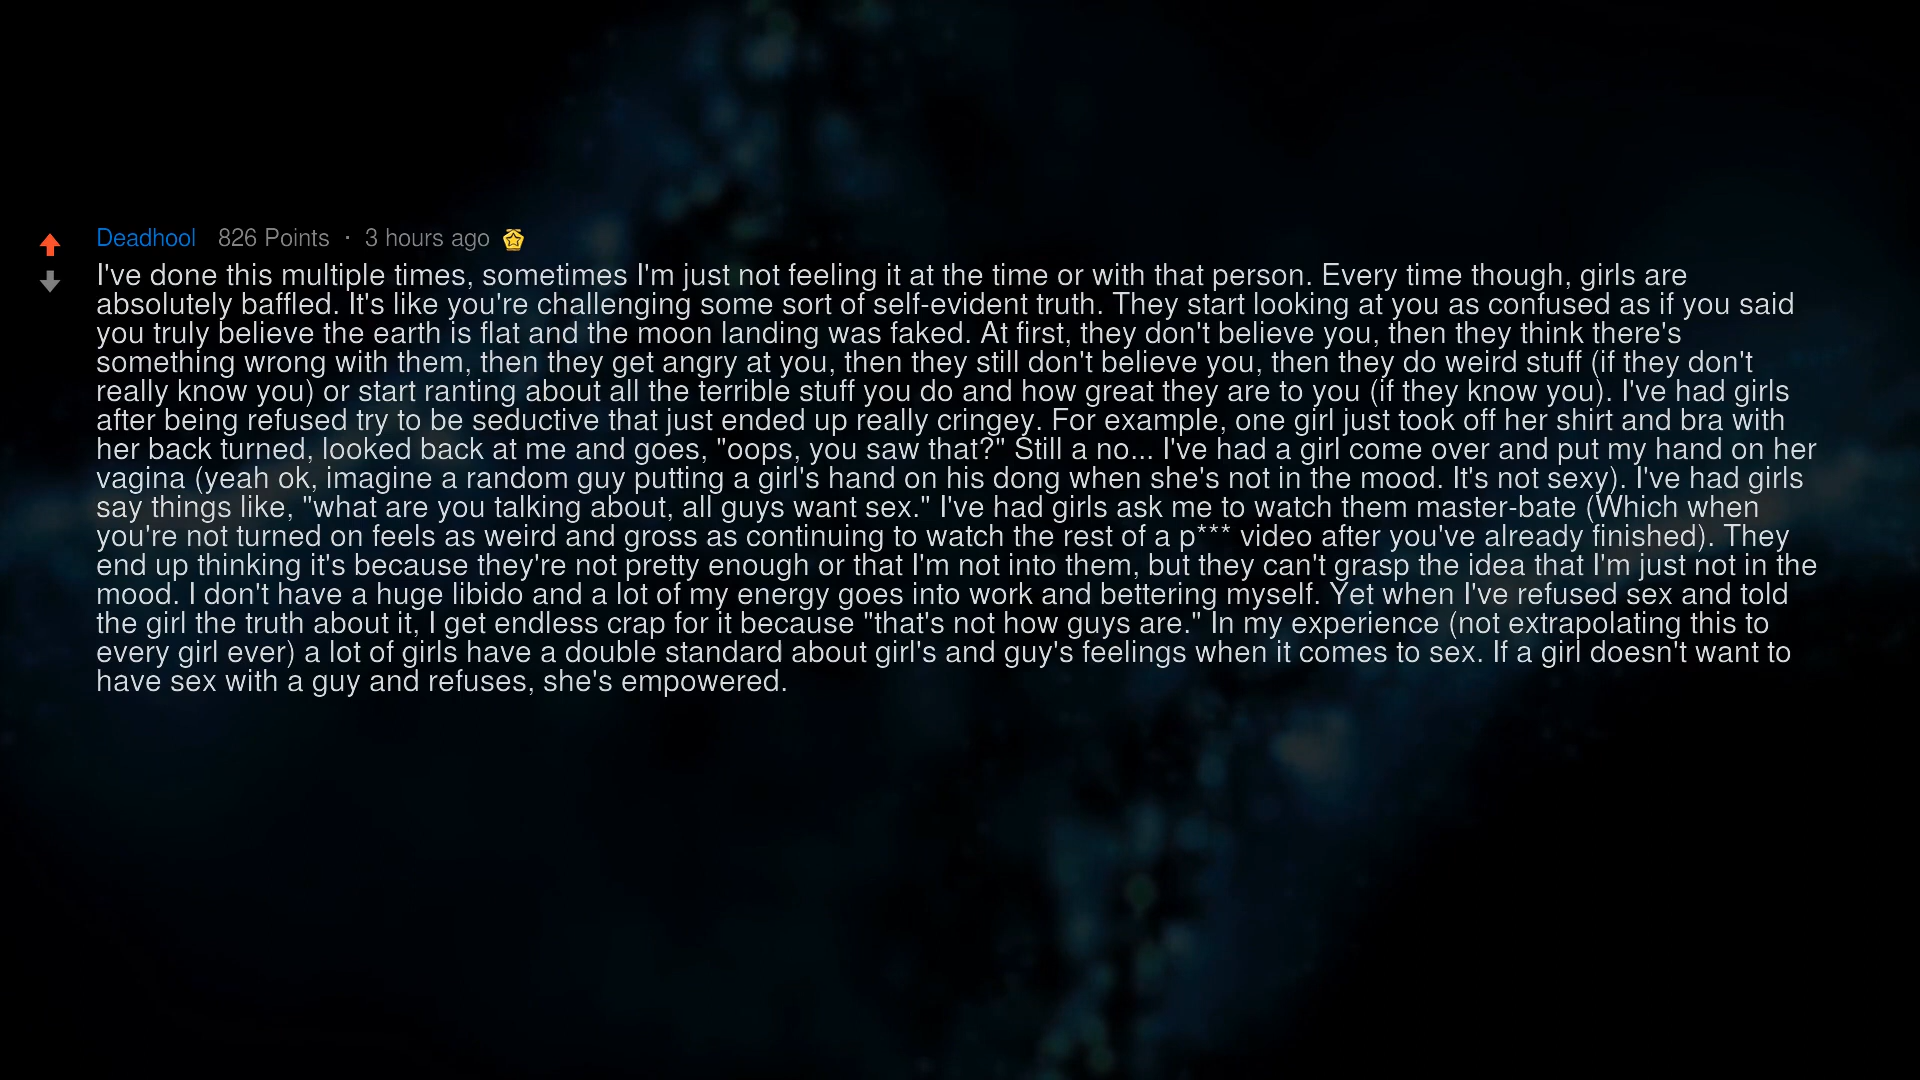 Deadhool 826 Points · 3 hours ago
I've done this multiple times, sometimes I'm just not feeling it at the time or with that person. Every time though, girls are
absolutely baffled. It's like you're challenging some sort of self-evident truth. They start looking at you as confused as if you said
you truly believe the earth is flat and the moon landing was faked. At first, they don't believe you, then they think there's
something wrong with them, then they get angry at you, then they still don't believe you, then they do weird stuff (if they don't
really know you) or start ranting about all the terrible stuff you do and how great they are to you (if they know you). I've had girls
after being refused try to be seductive that just ended up really cringey. For example, one girl just took off her shirt and bra with
her back turned, looked back at me and goes, "oops, you saw that?" Still a no... I've had a girl come over and put my hand on her
vagina (yeah ok, imagine a random guy putting a girl's hand on his dong when she's not in the mood. It's not sexy). I've had girls
say things like, "what are you talking about, all guys want sex." I've had girls ask me to watch them master-bate (Which when
you're not turned on feels as weird and gross as continuing to watch the rest of a p*** video after you've already finished). They
end up thinking it's because they're not pretty enough or that I'm not into them, but they can't grasp the idea that I'm just not in the
mood. I don't have a huge libido and a lot of my energy goes into work and bettering myself. Yet when I've refused sex and told
the girl the truth about it, I get endless crap for it because "that's not how guys are." In my experience (not extrapolating this to
every girl ever) a lot of girls have a double standard about girl's and guy's feelings when it comes to sex. If a girl doesn't want to
have sex with a guy and refuses, she's empowered.